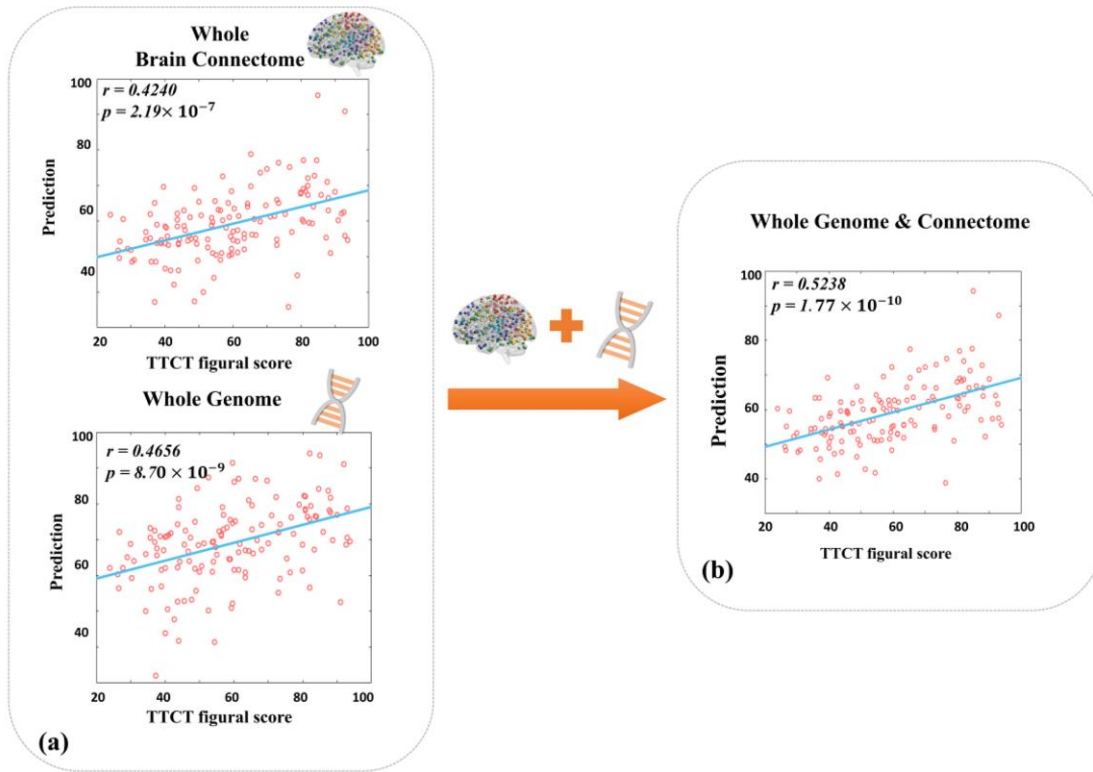 Whole
Brain Connectome
r = 0.4240
p = 2.19× 10⁻⁷
Prediction
100
80
60
40
20 40 60 80 100
TTCT figural score
Whole Genome
r = 0.4656
p = 8.70 × 10⁻⁹
Prediction
100
80
60
40
20 40 60 80 100
TTCT figural score
(a)
Whole Genome & Connectome
r = 0.5238
p = 1.77 × 10⁻¹⁰
Prediction
100
80
60
40
20 40 60 80 100
TTCT figural score
(b)